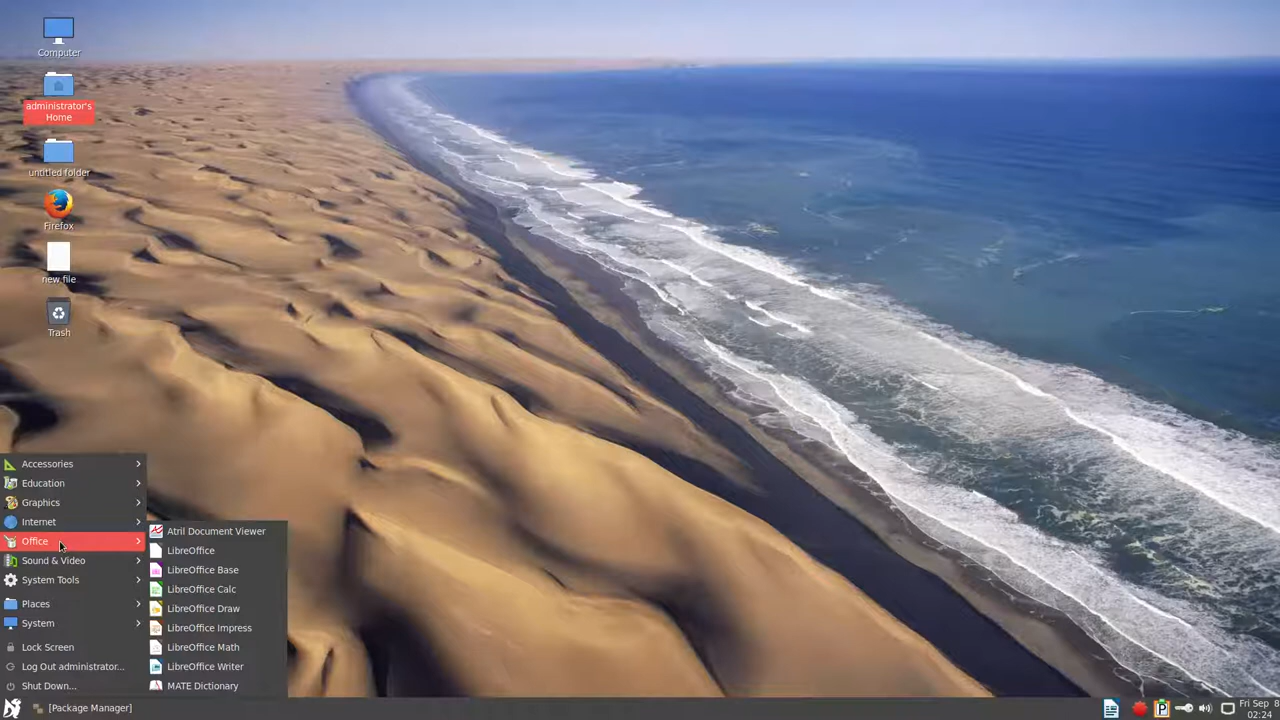 Computer
administrator's
Home
untitled folder
Firefox
new file
Trash
Accessories
Education
Graphics
Internet
Office
Sound & Video
System Tools
Places
System
Lock Screen
Log Out administrator...
Shut Down...
Atril Document Viewer
LibreOffice
LibreOffice Base
LibreOffice Calc
LibreOffice Draw
LibreOffice Impress
LibreOffice Math
LibreOffice Writer
MATE Dictionary
[Package Manager]
Fri Sep 8
02:24